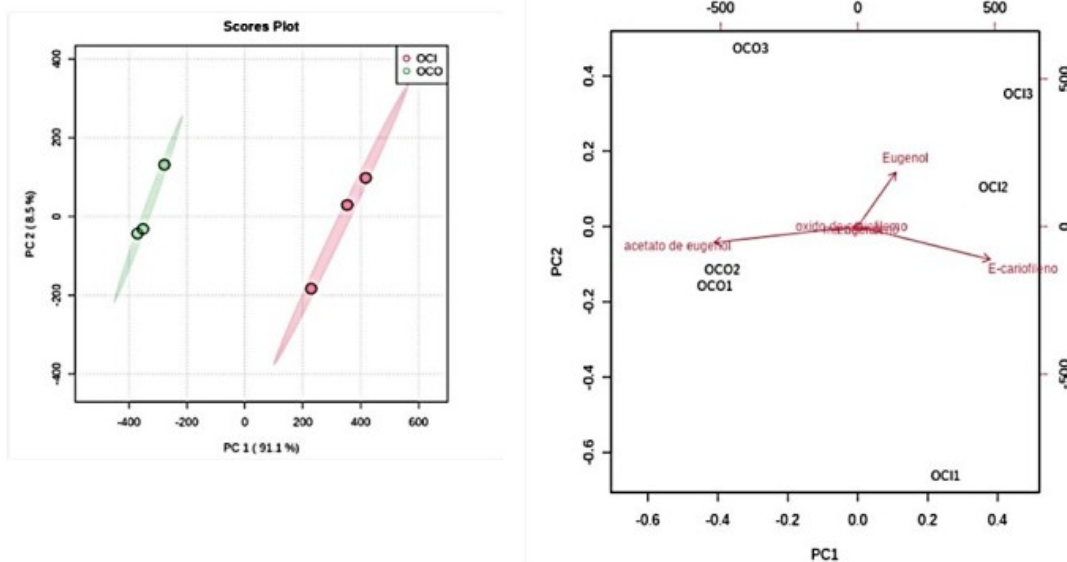 Scores Plot
OCI
OCO
400
200
0
-200
-400
PC 2 ( 8.5 %)
-400
-200
0
200
400
600
PC 1 ( 91.1 %)
-500
0
500
OCO3
OCI3
Eugenol
OCI2
oxido de cariofileno
acetato de eugenol
E-cariofileno
OCO2
OCO1
OCI1
0.4
0.2
0.0
-0.2
-0.4
-0.6
PC2
500
0
-500
-0.6
-0.4
-0.2
0.0
0.2
0.4
PC1